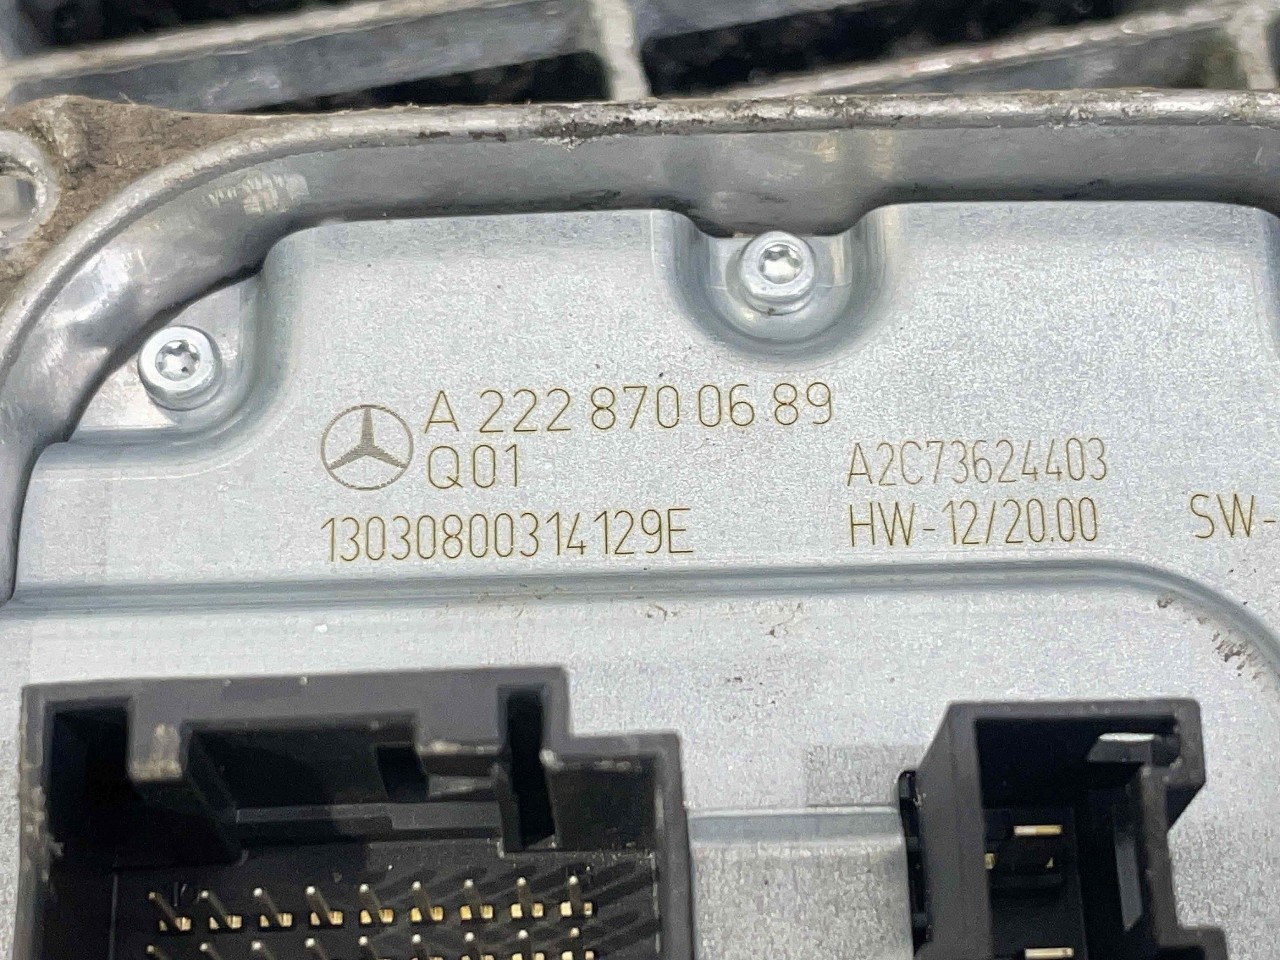 A 222 870 06 89
Q01
13030800314129E
A2C73624403
HW-12/20.00
SW-